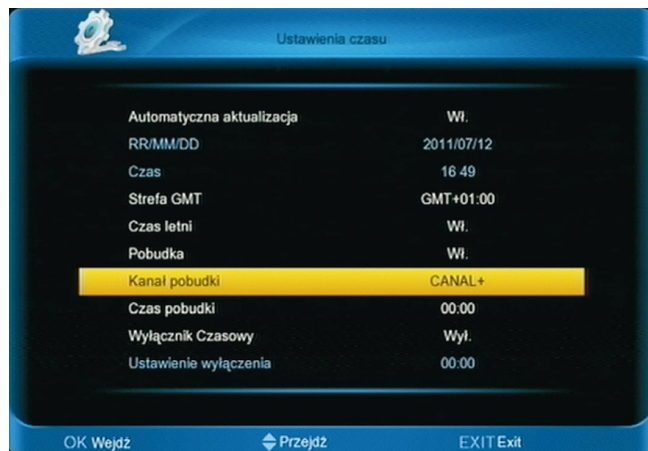 Ustawienia czasu
Automatyczna aktualizacja Wł.
RR/MM/DD 2011/07/12
Czas 16 49
Strefa GMT GMT+01:00
Czas letni Wł.
Pobudka Wł.
Kanał pobudki CANAL+
Czas pobudki 00:00
Wyłącznik Czasowy Wył.
Ustawienie wyłączenia 00:00
OK Wejdź Przejdź EXIT Exit